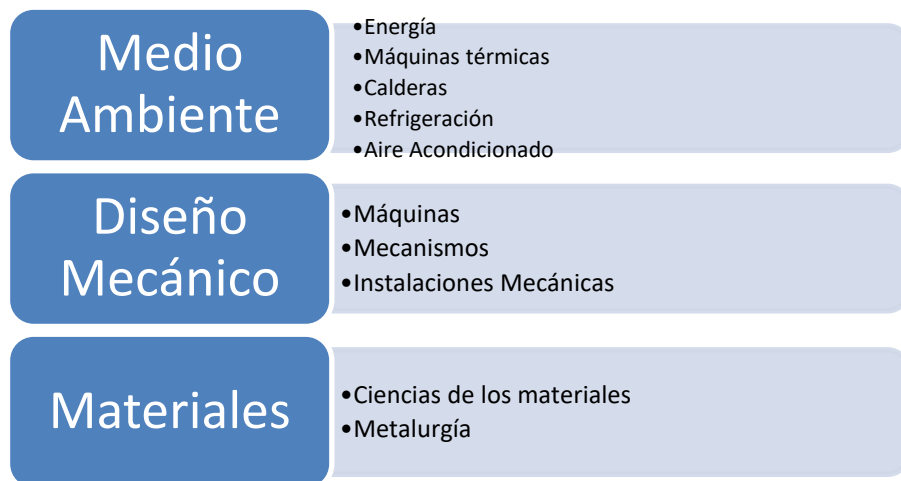 Medio
Ambiente
•Energía
•Máquinas térmicas
•Calderas
•Refrigeración
•Aire Acondicionado
Diseño
Mecánico
•Máquinas
•Mecanismos
•Instalaciones Mecánicas
Materiales
•Ciencias de los materiales
•Metalurgía